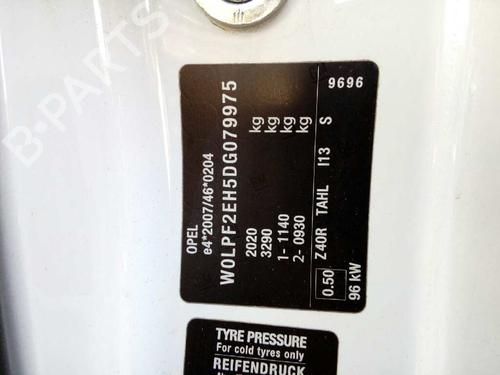 B-PARTS
OPEL
e4*2007/46*0204
W0LPF2EH5DG079975
2020 kg
3290 kg
1- 1140 kg
2- 0930 kg
Z40R TAHL I13 S
0.50
96 kW
9696
TYRE PRESSURE
For cold tyres only
REIFENDRUCK